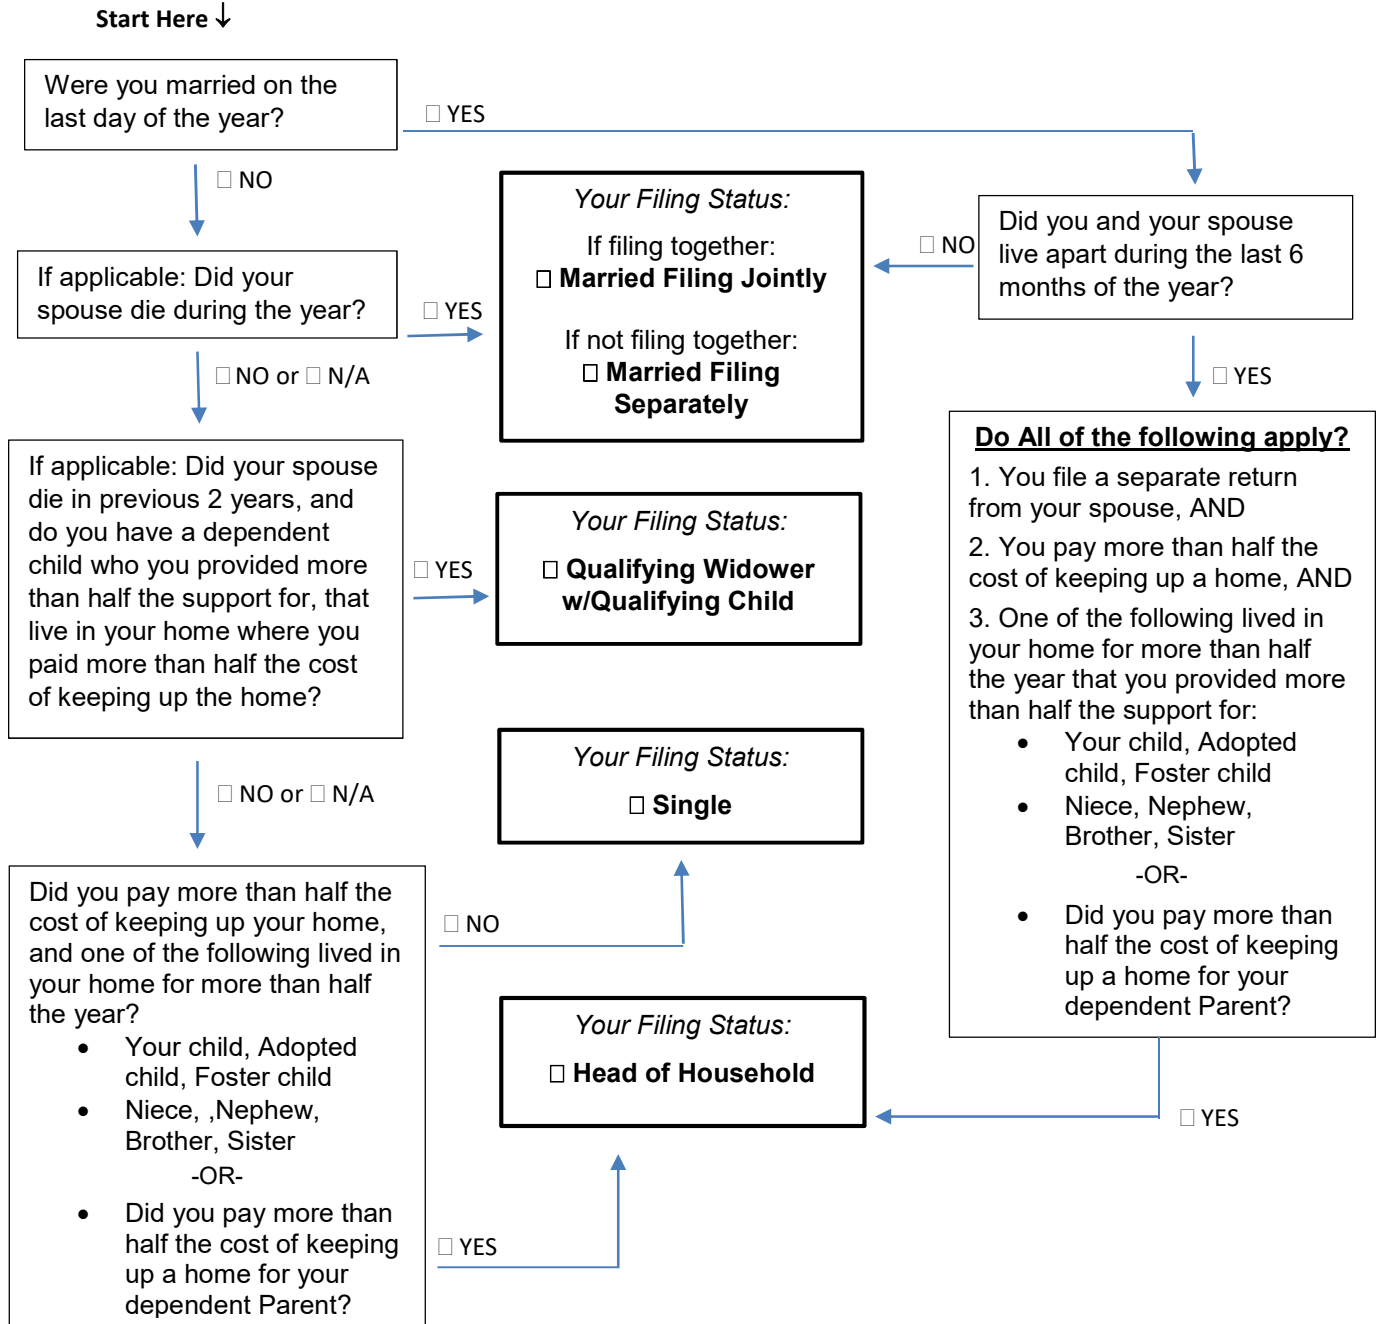 Start Here ↓
Were you married on the
last day of the year?
☐ YES
☐ NO
If applicable: Did your
spouse die during the year?
☐ YES
☐ NO or ☐ N/A
Your Filing Status:
If filing together:
☐ Married Filing Jointly
If not filing together:
☐ Married Filing
Separately
☐ NO
Did you and your spouse
live apart during the last 6
months of the year?
☐ YES
If applicable: Did your spouse
die in previous 2 years, and
do you have a dependent
child who you provided more
than half the support for, that
live in your home where you
paid more than half the cost
of keeping up the home?
☐ YES
☐ NO or ☐ N/A
Your Filing Status:
☐ Qualifying Widower
w/Qualifying Child
Do All of the following apply?
1. You file a separate return
from your spouse, AND
2. You pay more than half the
cost of keeping up a home, AND
3. One of the following lived in
your home for more than half
the year that you provided more
than half the support for:
• Your child, Adopted
child, Foster child
• Niece, Nephew,
Brother, Sister
-OR-
• Did you pay more than
half the cost of keeping
up a home for your
dependent Parent?
☐ YES
Your Filing Status:
☐ Single
Did you pay more than half the
cost of keeping up your home,
and one of the following lived in
your home for more than half
the year?
• Your child, Adopted
child, Foster child
• Niece, ,Nephew,
Brother, Sister
-OR-
• Did you pay more than
half the cost of keeping
up a home for your
dependent Parent?
☐ NO
☐ YES
Your Filing Status:
☐ Head of Household